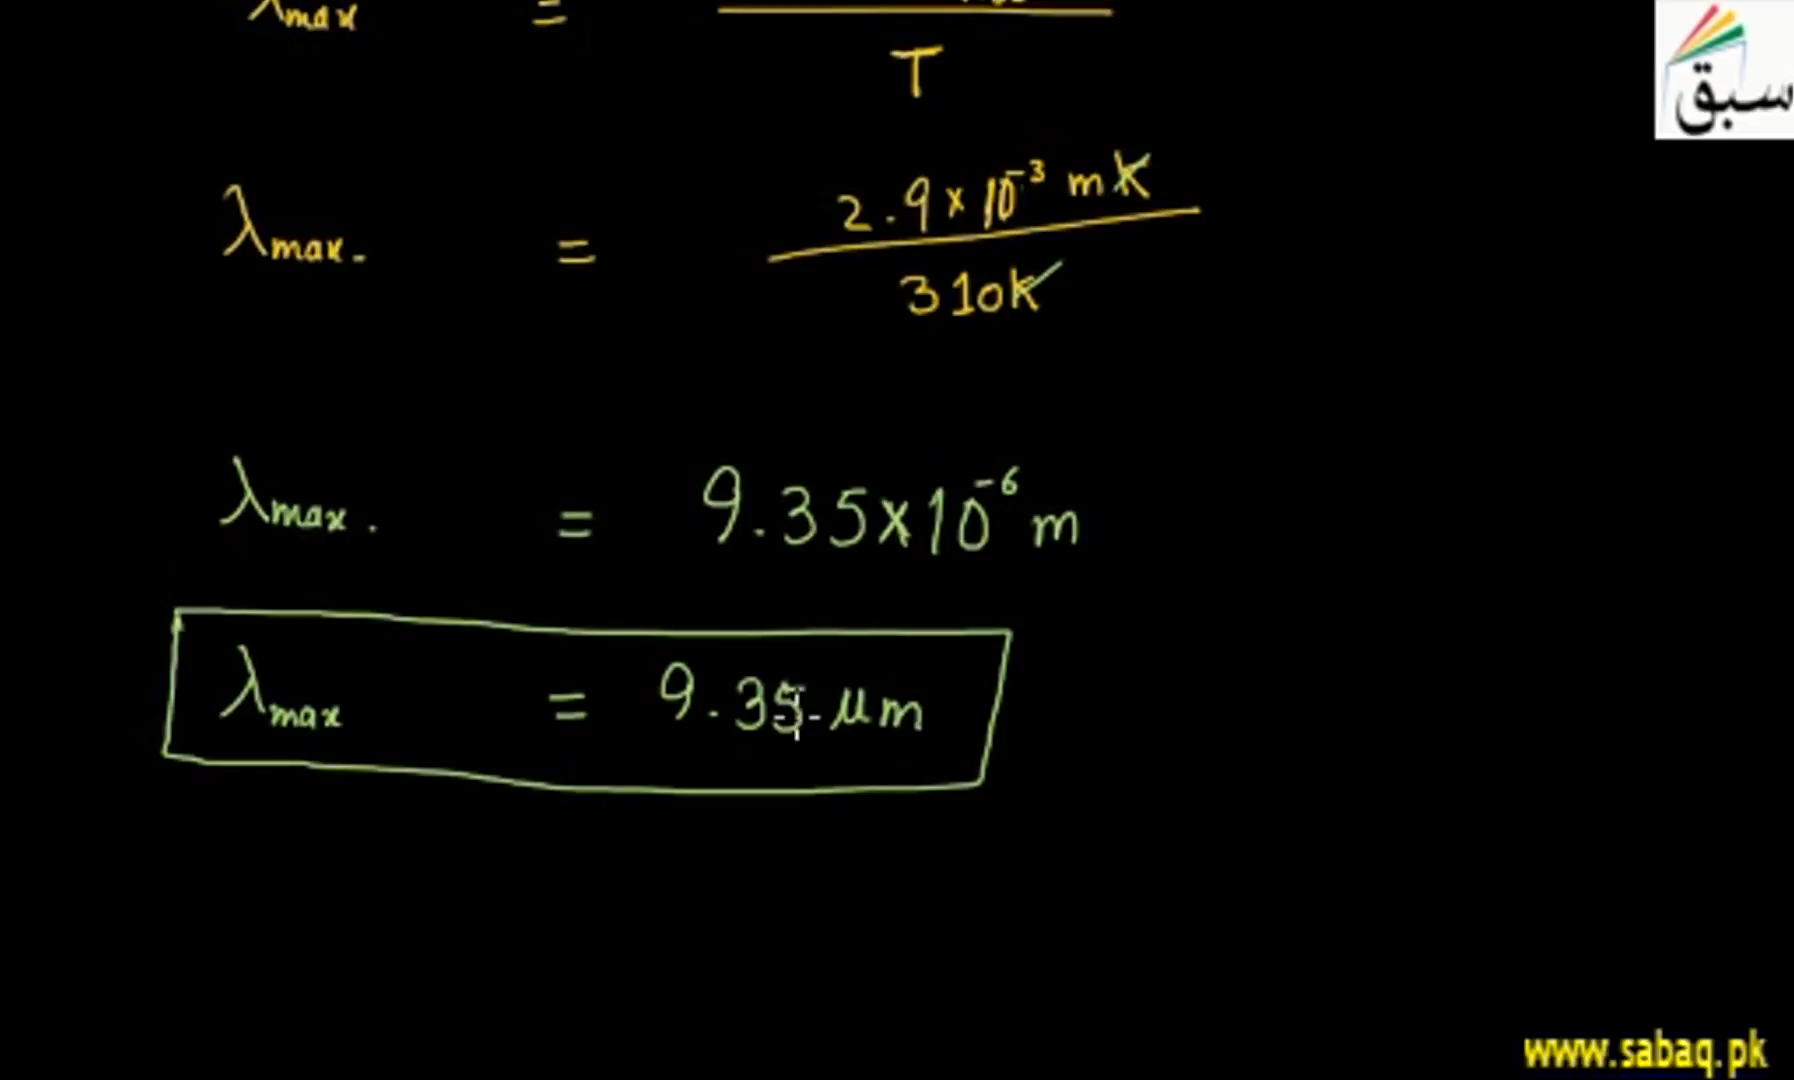 λmax =
T
سبق
λmax. = 2.9 × 10⁻³ mK
310K
λmax. = 9.35 × 10⁻⁶ m
λmax = 9.35 μm
www.sabaq.pk